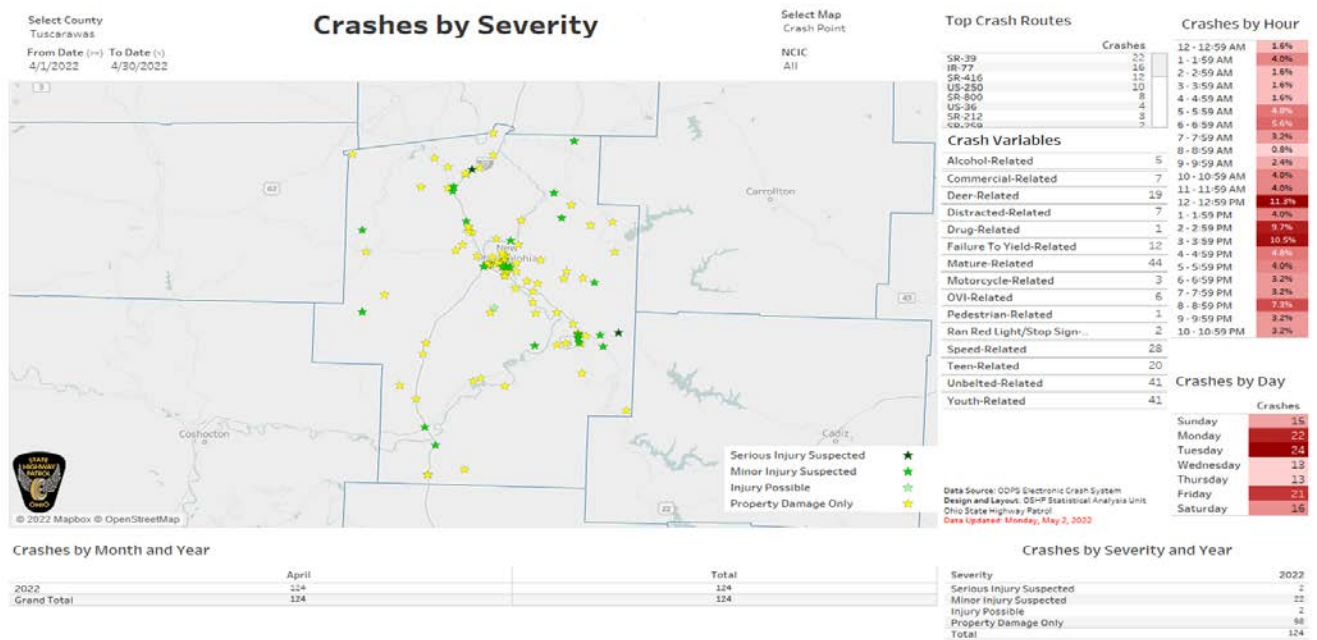 Select County
Tuscarawas
From Date (>=) To Date (<)
4/1/2022 4/30/2022
Crashes by Severity
Select Map
Crash Point
NCIC
All
3
62
Carrollton
New
43
Coshocton
Cadiz
22
STATE
HIGHWAY
PATROL
OHIO
© 2022 Mapbox © OpenStreetMap
Serious Injury Suspected
Minor Injury Suspected
Injury Possible
Property Damage Only
Top Crash Routes
Crashes
SR-39 22
IR-77 16
SR-416 12
US-250 10
SR-800 8
US-36 4
SR-212 3
SR-259 2
Crash Variables
Alcohol-Related 5
Commercial-Related 7
Deer-Related 19
Distracted-Related 7
Drug-Related 1
Failure To Yield-Related 12
Mature-Related 44
Motorcycle-Related 3
OVI-Related 6
Pedestrian-Related 1
Ran Red Light/Stop Sign-.. 2
Speed-Related 28
Teen-Related 20
Unbelted-Related 41
Youth-Related 41
Data Source: ODPS Electronic Crash System
Design and Layout: OSHP Statistical Analysis Unit
Ohio State Highway Patrol
Data Updated: Monday, May 2, 2022
Crashes by Hour
12 - 12:59 AM 1.6%
1 - 1:59 AM 4.0%
2 - 2:59 AM 1.6%
3 - 3:59 AM 1.6%
4 - 4:59 AM 1.6%
5 - 5:59 AM 4.8%
6 - 6:59 AM 5.6%
7 - 7:59 AM 3.2%
8 - 8:59 AM 0.8%
9 - 9:59 AM 2.4%
10 - 10:59 AM 4.0%
11 - 11:59 AM 4.0%
12 - 12:59 PM 11.3%
1 - 1:59 PM 4.0%
2 - 2:59 PM 9.7%
3 - 3:59 PM 10.5%
4 - 4:59 PM 4.8%
5 - 5:59 PM 4.0%
6 - 6:59 PM 3.2%
7 - 7:59 PM 3.2%
8 - 8:59 PM 7.3%
9 - 9:59 PM 3.2%
10 - 10:59 PM 3.2%
Crashes by Day
Crashes
Sunday 15
Monday 22
Tuesday 24
Wednesday 13
Thursday 13
Friday 21
Saturday 16
Crashes by Month and Year
April Total
2022 124 124
Grand Total 124 124
Crashes by Severity and Year
Severity 2022
Serious Injury Suspected 2
Minor Injury Suspected 22
Injury Possible 2
Property Damage Only 98
Total 124